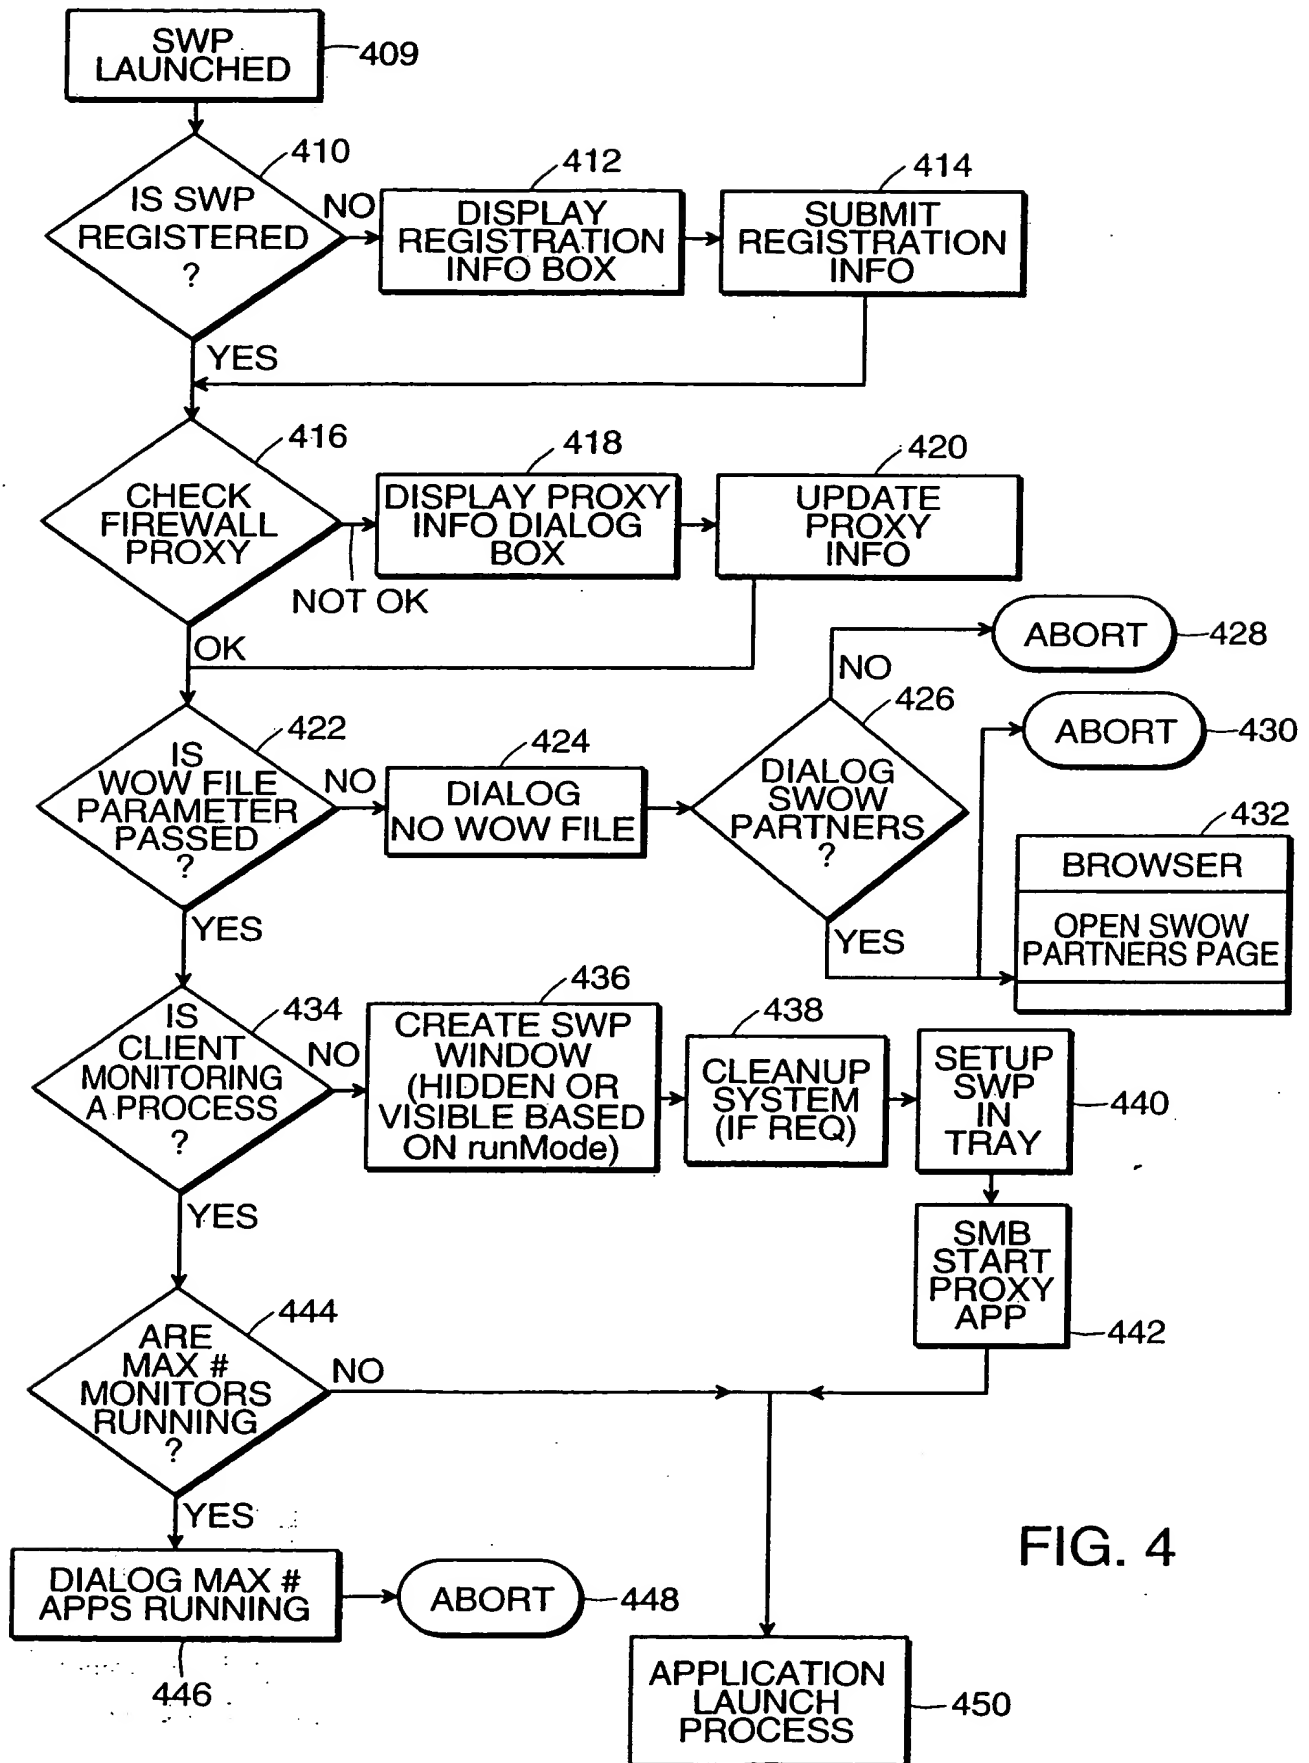 SWP
LAUNCHED
409
410
IS SWP
REGISTERED
?
NO
412
DISPLAY
REGISTRATION
INFO BOX
414
SUBMIT
REGISTRATION
INFO
YES
416
CHECK
FIREWALL
PROXY
NOT OK
418
DISPLAY PROXY
INFO DIALOG
BOX
420
UPDATE
PROXY
INFO
OK
422
IS
WOW FILE
PARAMETER
PASSED
?
NO
424
DIALOG
NO WOW FILE
426
DIALOG
SWOW
PARTNERS
?
NO
ABORT
428
ABORT
430
YES
432
BROWSER
OPEN SWOW
PARTNERS PAGE
YES
434
IS
CLIENT
MONITORING
A PROCESS
?
NO
436
CREATE SWP
WINDOW
(HIDDEN OR
VISIBLE BASED
ON runMode)
438
CLEANUP
SYSTEM
(IF REQ)
SETUP
SWP
IN
TRAY
440
SMB
START
PROXY
APP
442
YES
444
ARE
MAX #
MONITORS
RUNNING
?
NO
YES
DIALOG MAX #
APPS RUNNING
446
ABORT
448
APPLICATION
LAUNCH
PROCESS
450
FIG. 4